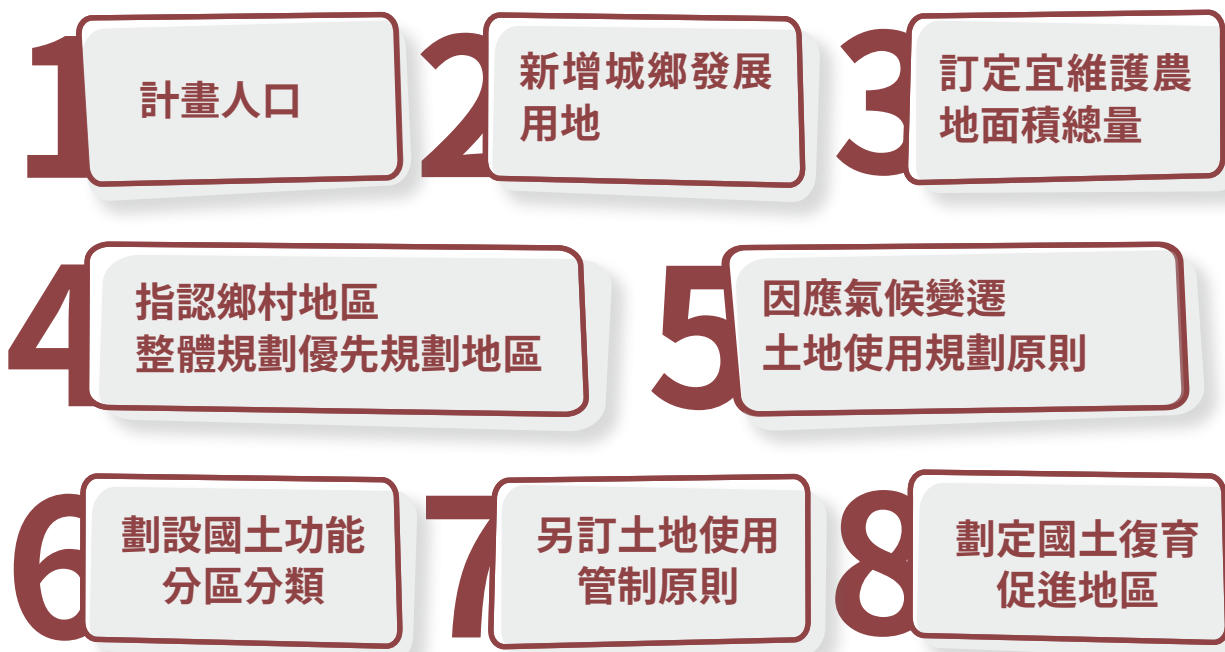 1
計畫人口
2
新增城鄉發展
用地
3
訂定宜維護農
地面積總量
4
指認鄉村地區
整體規劃優先規劃地區
5
因應氣候變遷
土地使用規劃原則
6
劃設國土功能
分區分類
7
另訂土地使用
管制原則
8
劃定國土復育
促進地區